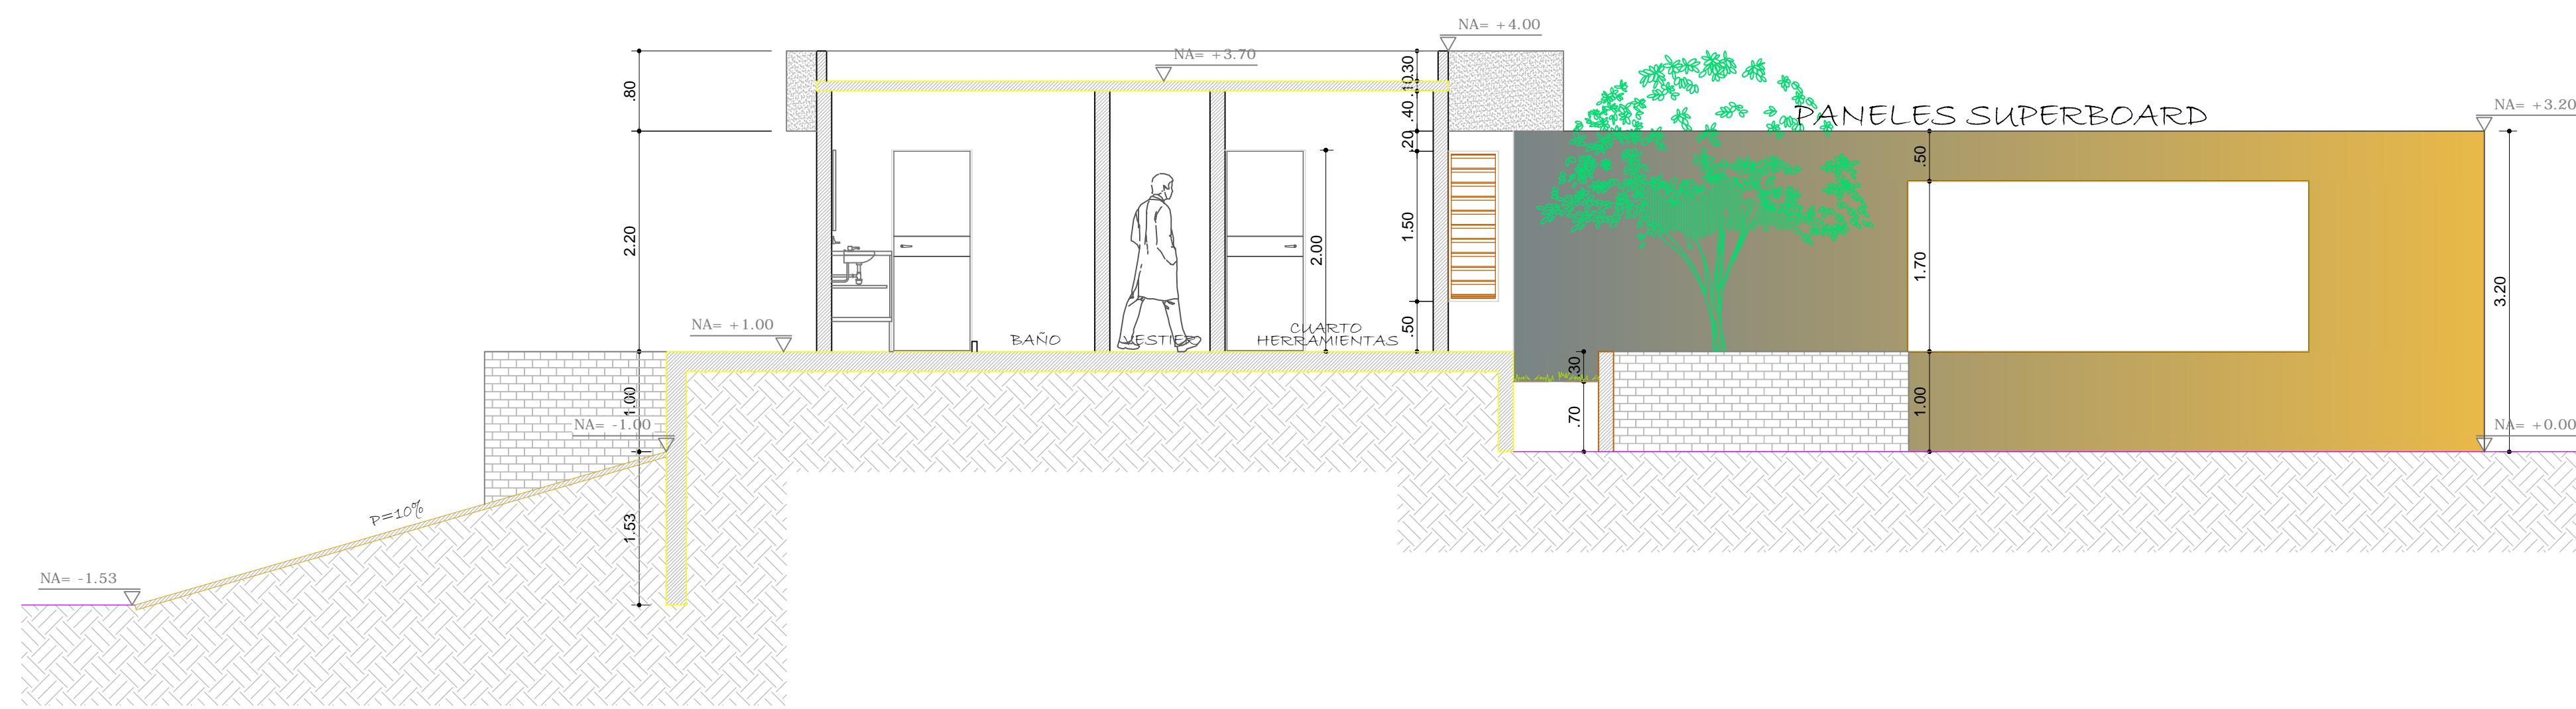 NA= +4.00
NA= +3.70
.80
.30
.10
.40
.20
PANELES SUPERBOARD
NA= +3.20
.50
2.20
1.50
2.00
1.70
3.20
NA= +1.00
BAÑO
VESTIER
CUARTO
HERRAMIENTAS
.50
.30
1.00
1.00
.70
NA= -1.00
NA= +0.00
P=10%
1.53
NA= -1.53